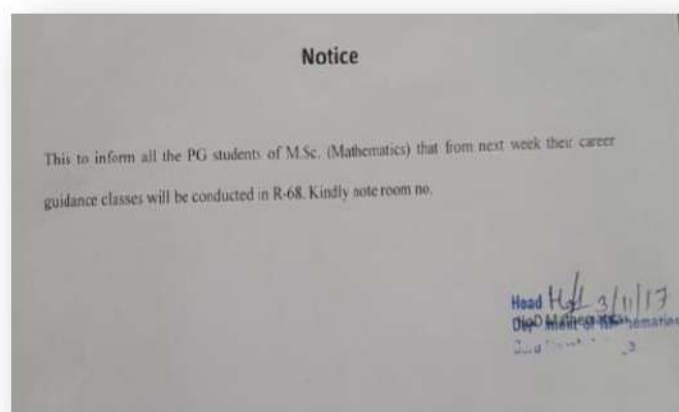 Notice
This to inform all the PG students of M.Sc. (Mathematics) that from next week their career
guidance classes will be conducted in R-68. Kindly note room no.
Head 3/11/17